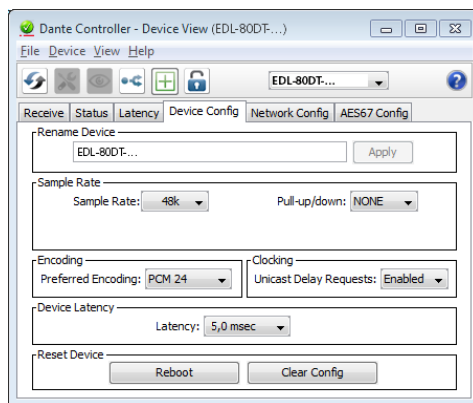 Dante Controller - Device View (EDL-80DT-...)
File Device View Help
EDL-80DT-...
Receive Status Latency Device Config Network Config AES67 Config
Rename Device
EDL-80DT-... Apply
Sample Rate
Sample Rate: 48k Pull-up/down: NONE
Encoding Clocking
Preferred Encoding: PCM 24 Unicast Delay Requests: Enabled
Device Latency
Latency: 5,0 msec
Reset Device
Reboot Clear Config